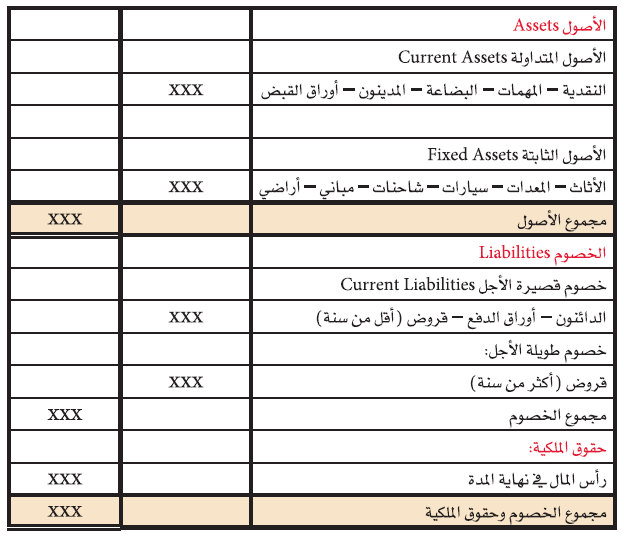 الأصول Assets
الأصول المتداولة Current Assets
النقدية – المهمات – البضاعة – المدينون – أوراق القبض XXX
الأصول الثابتة Fixed Assets
الأثاث – المعدات – سيارات – شاحنات – مباني – أراضي XXX
مجموع الأصول XXX
الخصوم Liabilities
خصوم قصيرة الأجل Current Liabilities
الدائنون – أوراق الدفع – قروض (أقل من سنة) XXX
خصوم طويلة الأجل:
قروض (أكثر من سنة) XXX
مجموع الخصوم XXX
حقوق الملكية:
رأس المال في نهاية المدة XXX
مجموع الخصوم وحقوق الملكية XXX